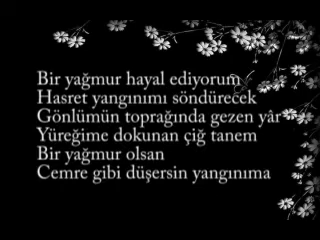 Bir yağmur hayal ediyorum
Hasret yangınımı söndürecek
Gönlümün toprağında gezen yâr
Yüreğime dokunan çiğ tanem
Bir yağmur olsan
Cemre gibi düşersin yangınıma